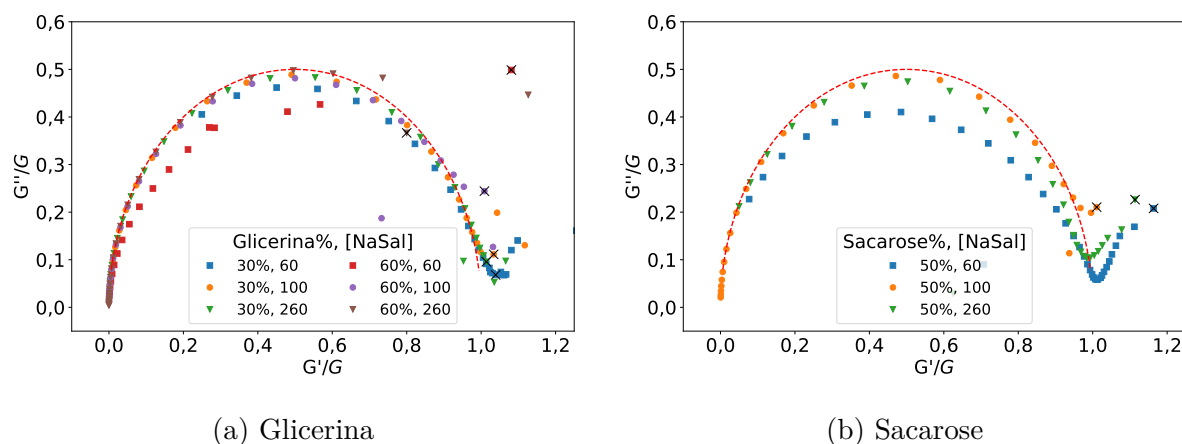 0,6
0,5
0,4
0,3
0,2
0,1
0,0
G''/G
Glicerina%, [NaSal]
30%, 60
30%, 100
30%, 260
60%, 60
60%, 100
60%, 260
0,0 0,2 0,4 0,6 0,8 1,0 1,2
G'/G
(a) Glicerina
0,6
0,5
0,4
0,3
0,2
0,1
0,0
G''/G
Sacarose%, [NaSal]
50%, 60
50%, 100
50%, 260
0,0 0,2 0,4 0,6 0,8 1,0 1,2
G'/G
(b) Sacarose